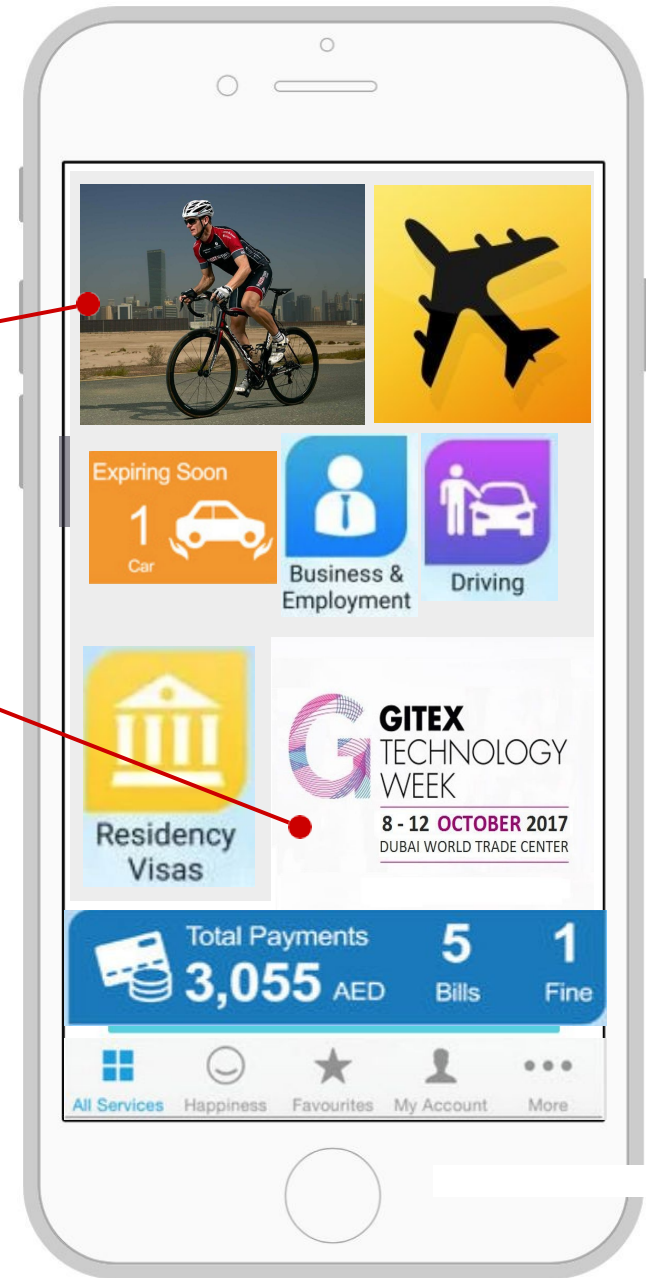 Expiring Soon
1
Car
Business &
Employment
Driving
Residency
Visas
GITEX
TECHNOLOGY
WEEK
8 - 12 OCTOBER 2017
DUBAI WORLD TRADE CENTER
Total Payments
3,055 AED
5
Bills
1
Fine
All Services
Happiness
Favourites
My Account
More